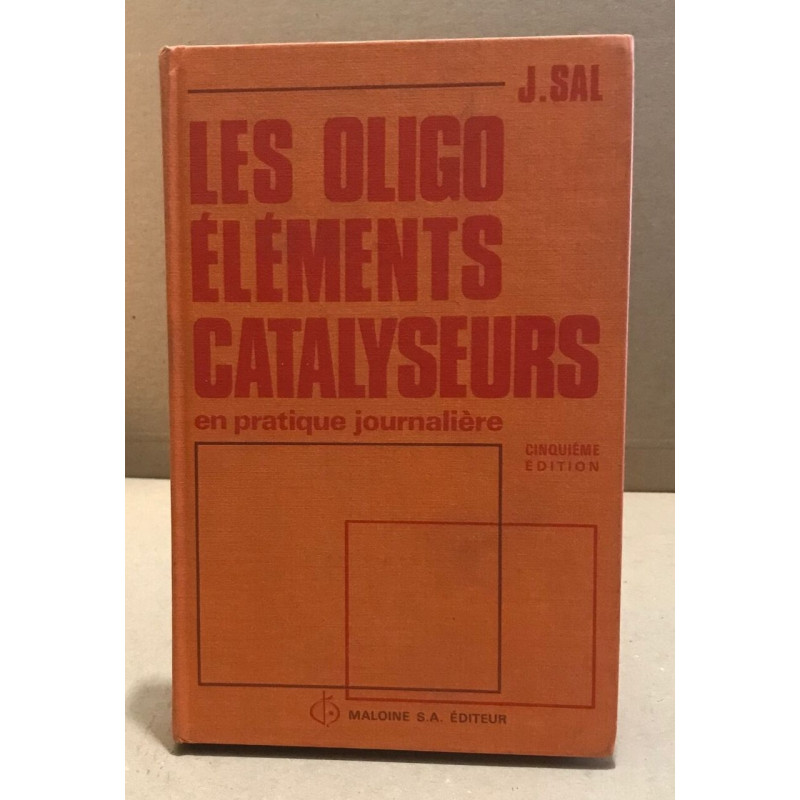 J. SAL
LES OLIGO
ÉLÉMENTS
CATALYSEURS
en pratique journalière
CINQUIÈME
ÉDITION
MALOINE S.A. ÉDITEUR